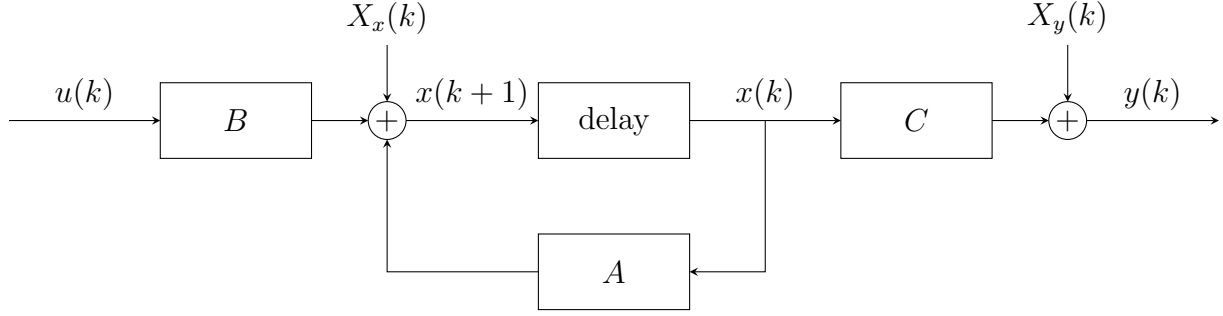 X_x(k)
X_y(k)
u(k)
B
+
x(k + 1)
delay
x(k)
C
+
y(k)
A